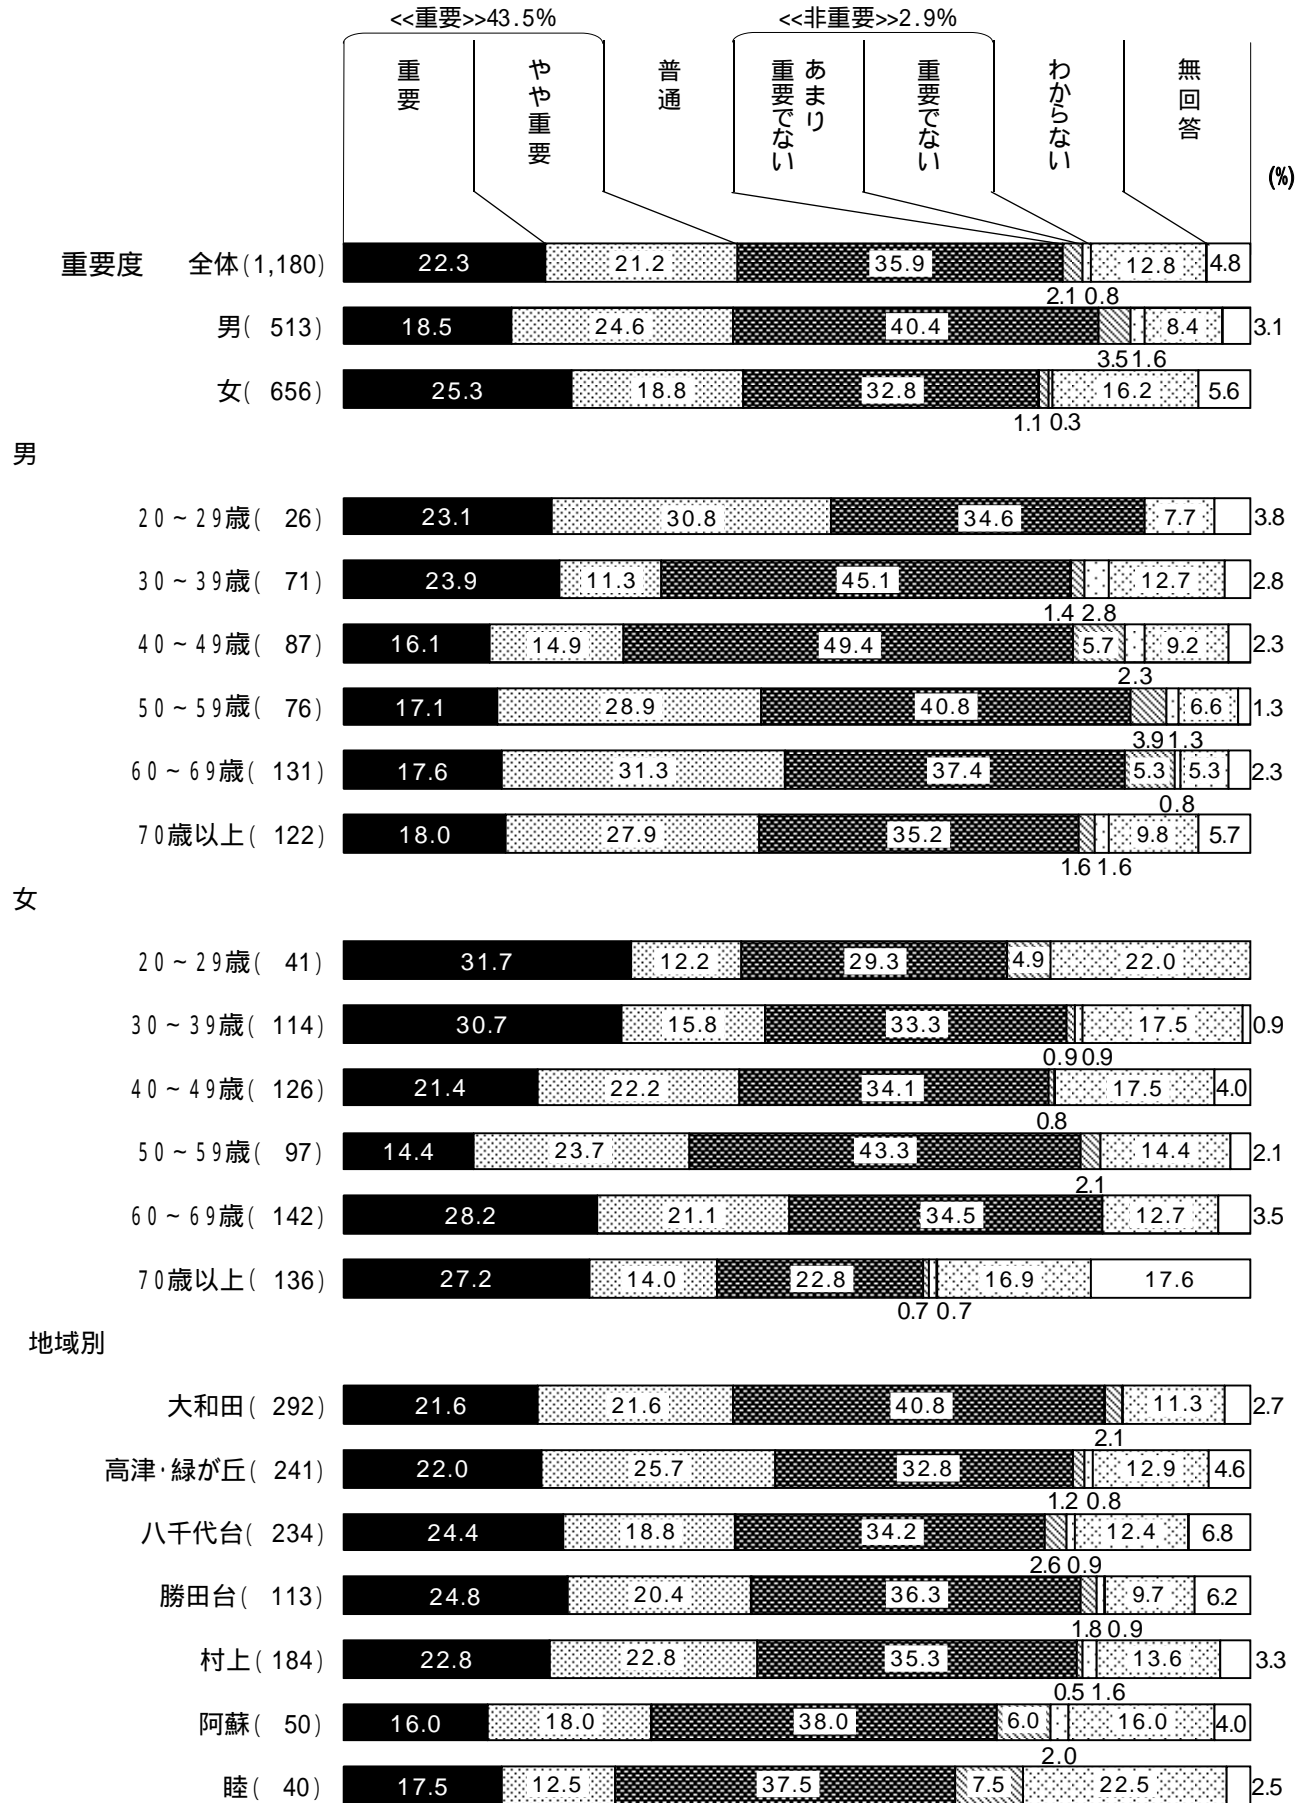 <<重要>>43.5% <<非重要>>2.9%
重要 やや重要 普通 あまり重要でない 重要でない わからない 無回答
(%)
重要度 全体(1,180) 22.3 21.2 35.9 12.8 4.8
2.1 0.8
男( 513) 18.5 24.6 40.4 8.4 3.1
3.5 1.6
女( 656) 25.3 18.8 32.8 16.2 5.6
1.1 0.3
男
20~29歳( 26) 23.1 30.8 34.6 7.7 3.8
30~39歳( 71) 23.9 11.3 45.1 12.7 2.8
1.4 2.8
40~49歳( 87) 16.1 14.9 49.4 5.7 9.2 2.3
2.3
50~59歳( 76) 17.1 28.9 40.8 6.6 1.3
3.9 1.3
60~69歳( 131) 17.6 31.3 37.4 5.3 5.3 2.3
0.8
70歳以上( 122) 18.0 27.9 35.2 9.8 5.7
1.6 1.6
女
20~29歳( 41) 31.7 12.2 29.3 4.9 22.0
30~39歳( 114) 30.7 15.8 33.3 17.5 0.9
0.9 0.9
40~49歳( 126) 21.4 22.2 34.1 17.5 4.0
0.8
50~59歳( 97) 14.4 23.7 43.3 14.4 2.1
2.1
60~69歳( 142) 28.2 21.1 34.5 12.7 3.5
70歳以上( 136) 27.2 14.0 22.8 16.9 17.6
0.7 0.7
地域別
大和田( 292) 21.6 21.6 40.8 11.3 2.7
2.1
高津･緑が丘( 241) 22.0 25.7 32.8 12.9 4.6
1.2 0.8
八千代台( 234) 24.4 18.8 34.2 12.4 6.8
2.6 0.9
勝田台( 113) 24.8 20.4 36.3 9.7 6.2
1.8 0.9
村上( 184) 22.8 22.8 35.3 13.6 3.3
0.5 1.6
阿蘇( 50) 16.0 18.0 38.0 6.0 16.0 4.0
2.0
睦( 40) 17.5 12.5 37.5 7.5 22.5 2.5